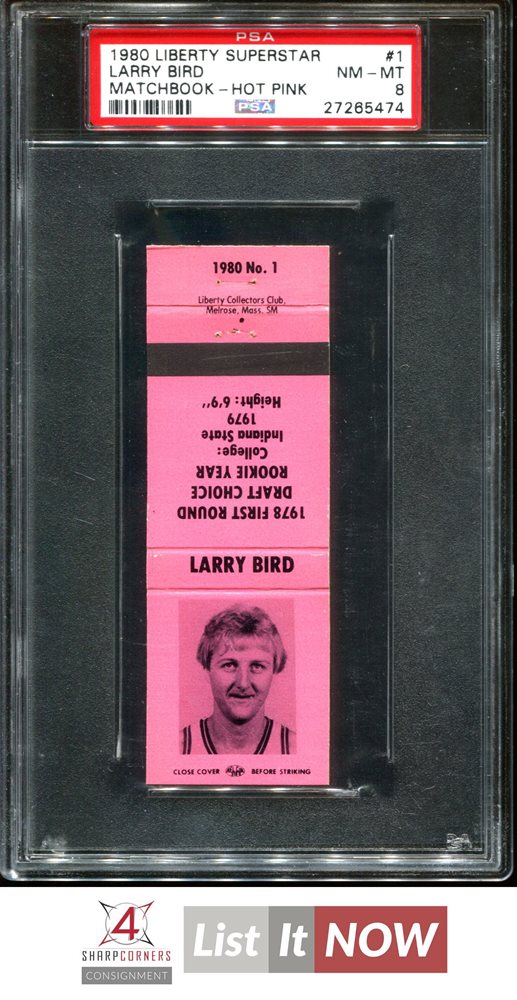 PSA
1980 LIBERTY SUPERSTAR #1
LARRY BIRD NM - MT
MATCHBOOK - HOT PINK 8
PSA 27265474
1980 No. 1
Liberty Collectors Club,
Melrose, Mass. SM
1978 FIRST ROUND
DRAFT CHOICE
ROOKIE YEAR
College:
Indiana State
1979
Height: 6'9''
LARRY BIRD
CLOSE COVER BEFORE STRIKING
PSA
4
SHARPCORNERS
CONSIGNMENT
List It NOW